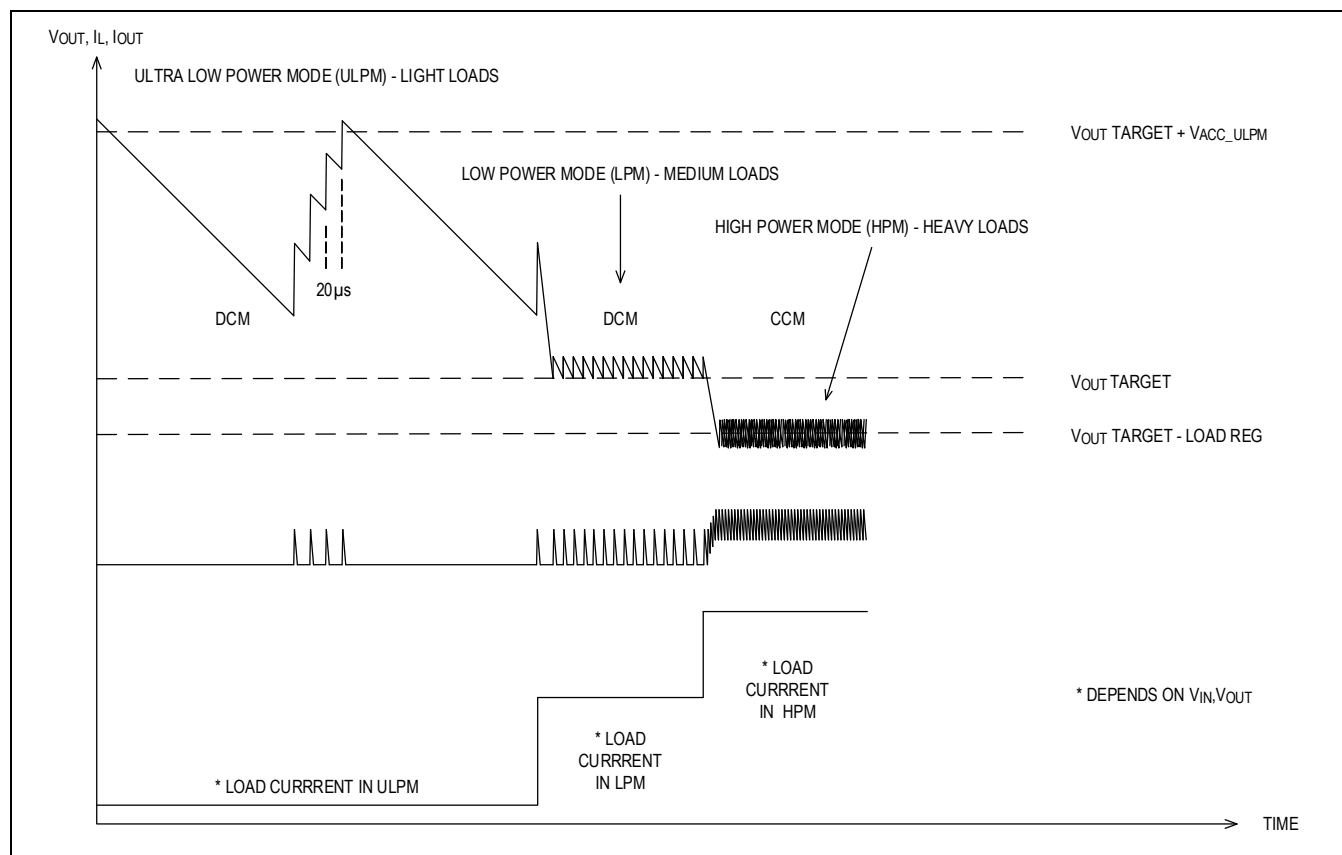 VOUT, IL, IOUT
ULTRA LOW POWER MODE (ULPM) - LIGHT LOADS
VOUT TARGET + VACC_ULPM
LOW POWER MODE (LPM) - MEDIUM LOADS
HIGH POWER MODE (HPM) - HEAVY LOADS
20µs
DCM
DCM
CCM
VOUT TARGET
VOUT TARGET - LOAD REG
* LOAD
CURRRENT
IN HPM
* DEPENDS ON VIN,VOUT
* LOAD
CURRRENT
IN LPM
* LOAD CURRRENT IN ULPM
TIME